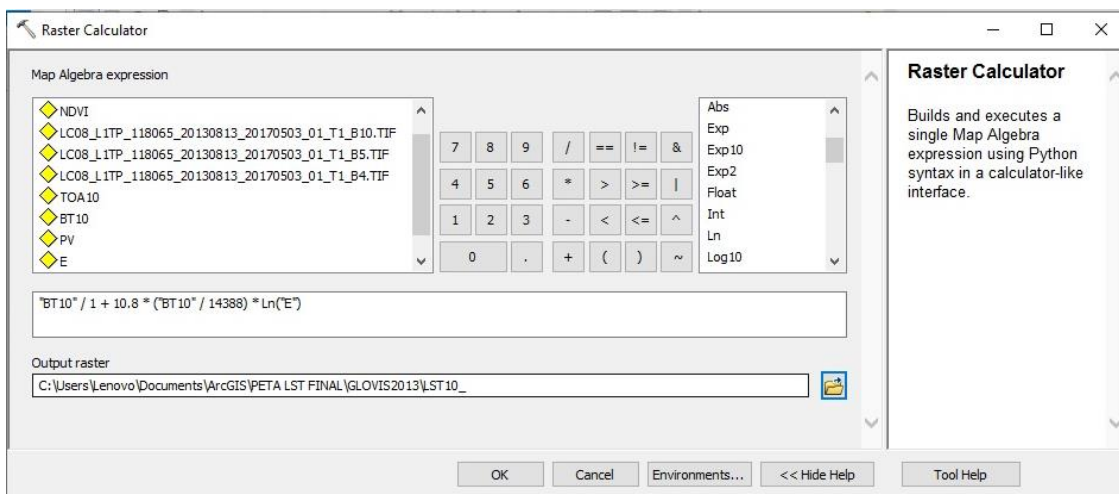 Raster Calculator
Map Algebra expression
NDVI
LC08_L1TP_118065_20130813_20170503_01_T1_B10.TIF
LC08_L1TP_118065_20130813_20170503_01_T1_B5.TIF
LC08_L1TP_118065_20130813_20170503_01_T1_B4.TIF
TOA10
BT10
PV
E
7 8 9 / == != &
4 5 6 * > >= |
1 2 3 - < <= ^
0 . + ( ) ~
Abs
Exp
Exp10
Exp2
Float
Int
Ln
Log10
"BT10" / 1 + 10.8 * ("BT10" / 14388) * Ln("E")
Output raster
C:\Users\Lenovo\Documents\ArcGIS\PETA LST FINAL\GLOVIS2013\LST10_
OK Cancel Environments... << Hide Help Tool Help
Raster Calculator
Builds and executes a
single Map Algebra
expression using Python
syntax in a calculator-like
interface.